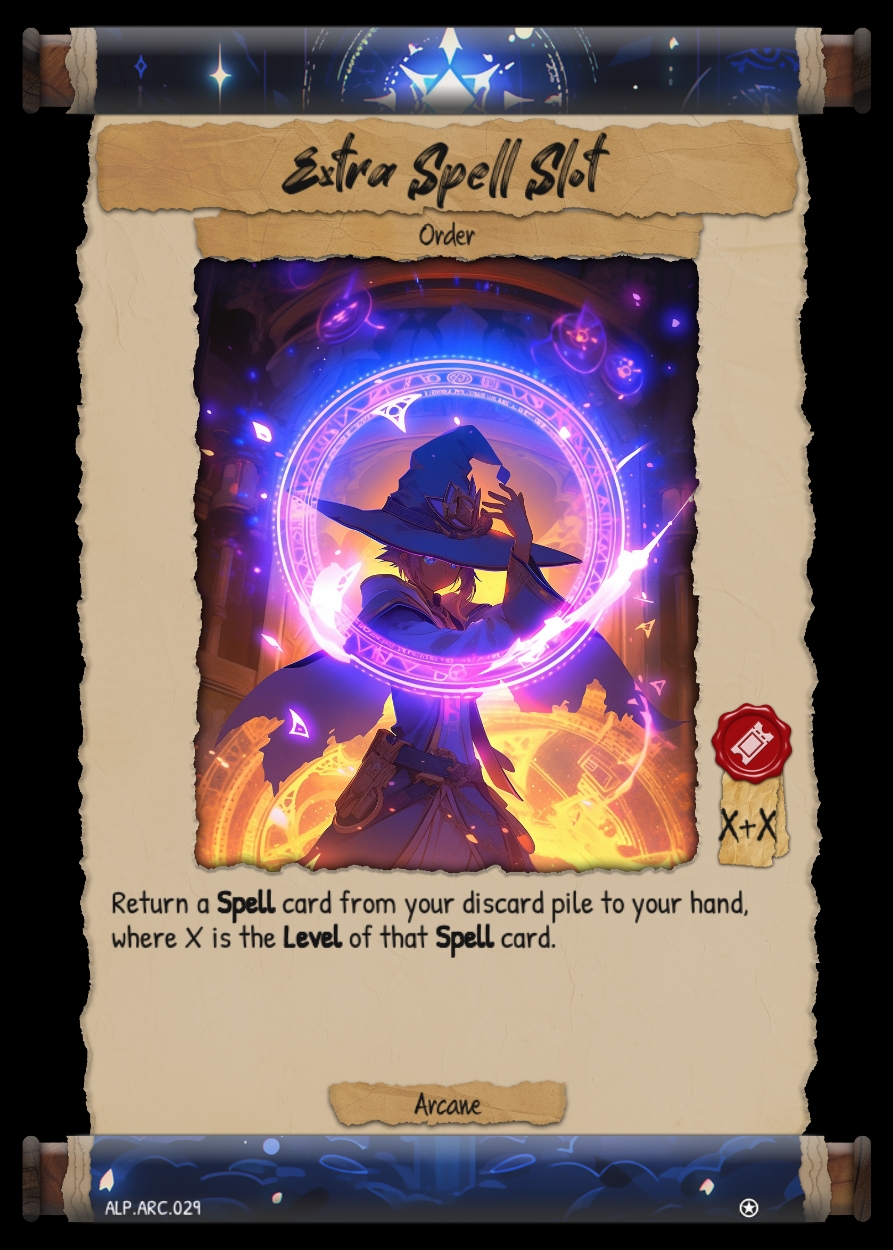 Extra Spell Slot
Order
X+X
Return a Spell card from your discard pile to your hand,
where X is the Level of that Spell card.
Arcane
ALP.ARC.029